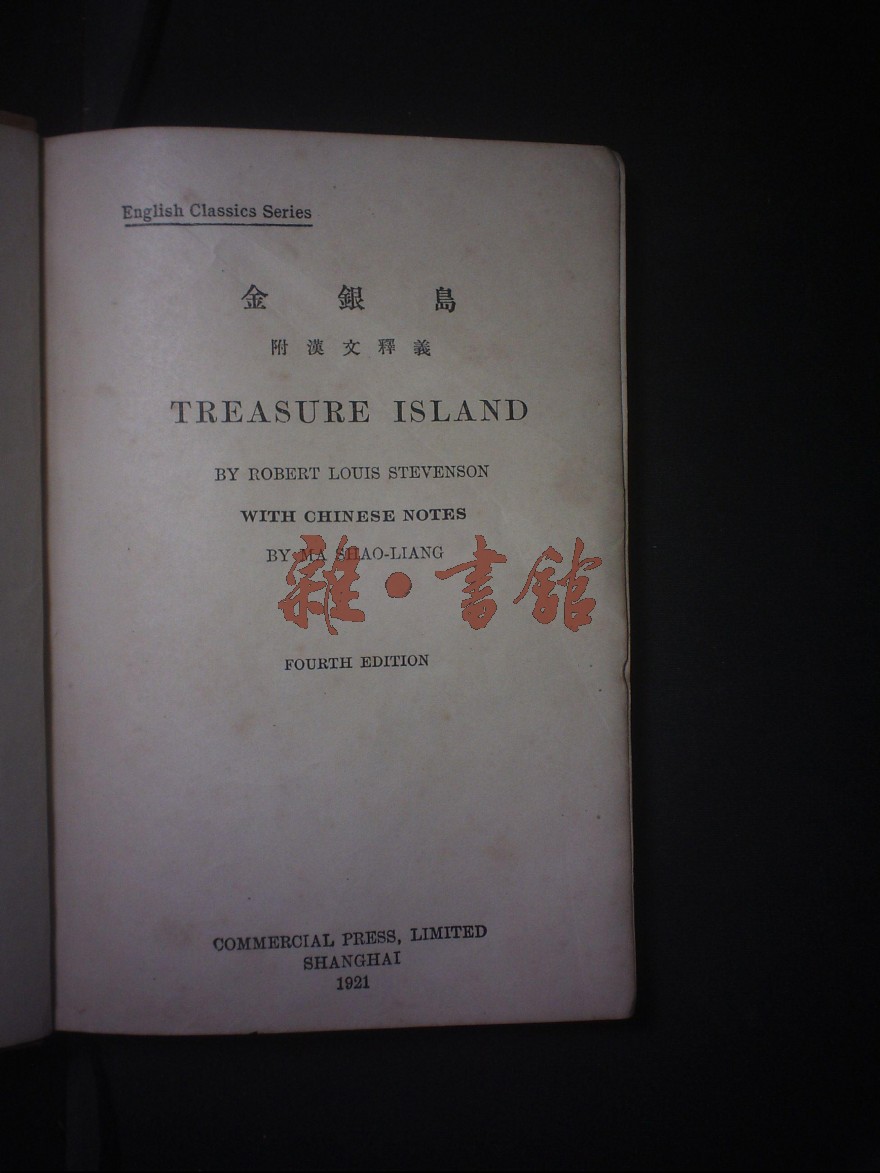 English Classics Series
金銀島
附漢文釋義
TREASURE ISLAND
BY ROBERT LOUIS STEVENSON
WITH CHINESE NOTES
BY MA SHAO-LIANG
雜·書館
FOURTH EDITION
COMMERCIAL PRESS, LIMITED
SHANGHAI
1921